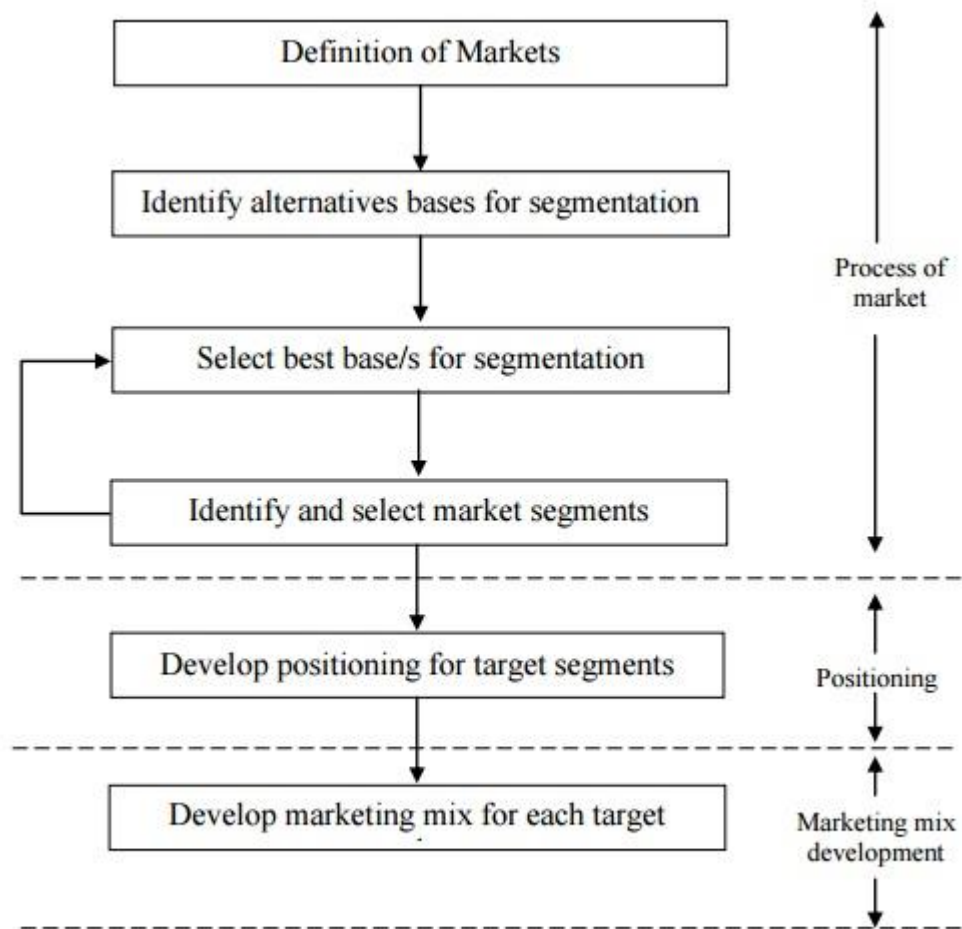 Definition of Markets
Identify alternatives bases for segmentation
Process of
market
Select best base/s for segmentation
Identify and select market segments
Develop positioning for target segments
Positioning
Develop marketing mix for each target
Marketing mix
development